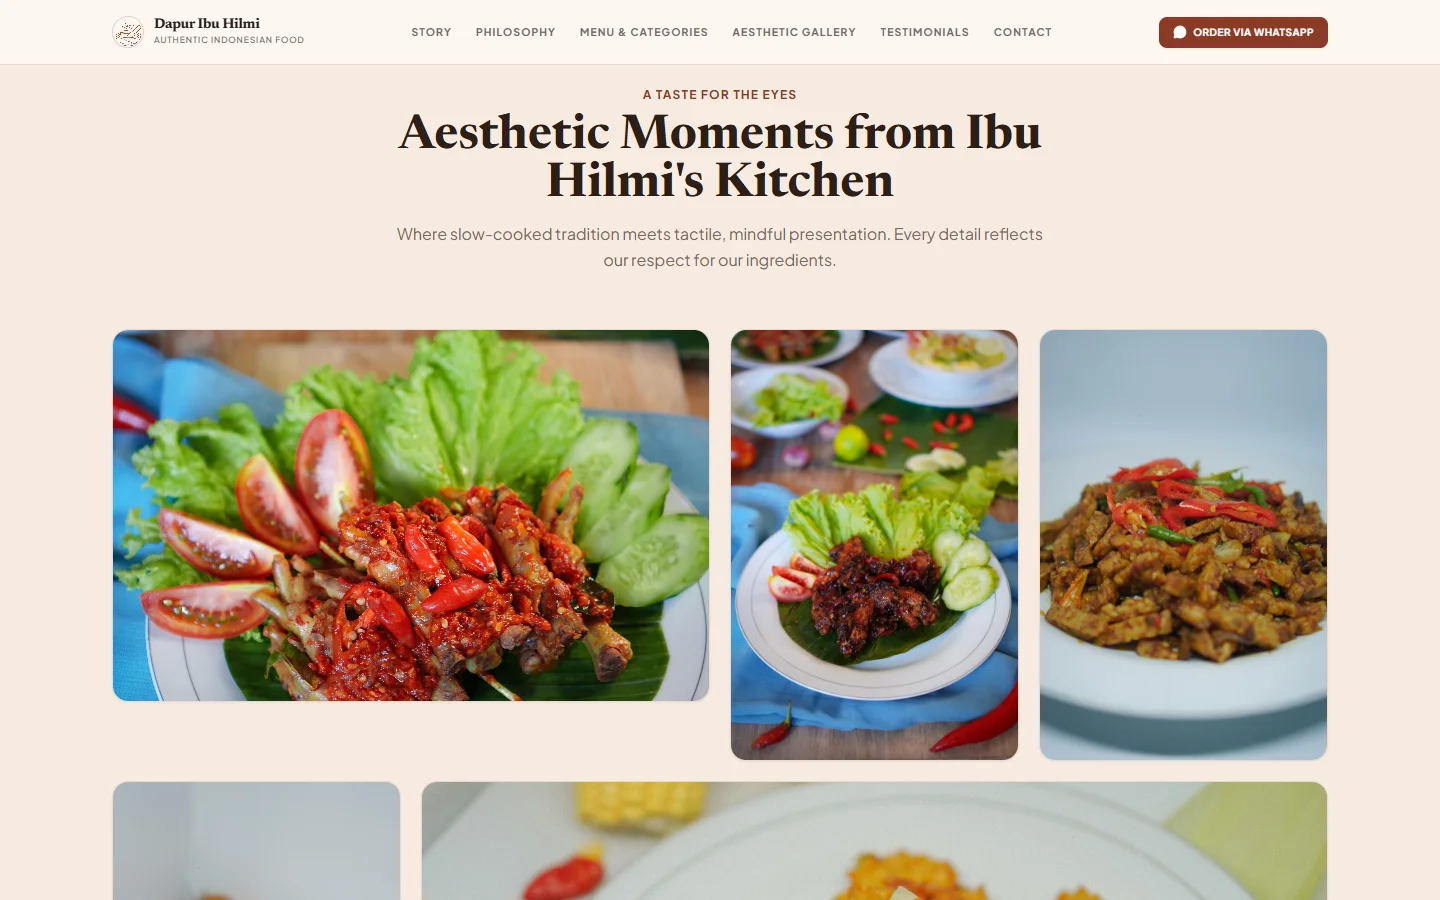 Dapur Ibu Hilmi
AUTHENTIC INDONESIAN FOOD
STORY
PHILOSOPHY
MENU & CATEGORIES
AESTHETIC GALLERY
TESTIMONIALS
CONTACT
ORDER VIA WHATSAPP
A TASTE FOR THE EYES
Aesthetic Moments from Ibu
Hilmi's Kitchen
Where slow-cooked tradition meets tactile, mindful presentation. Every detail reflects
our respect for our ingredients.